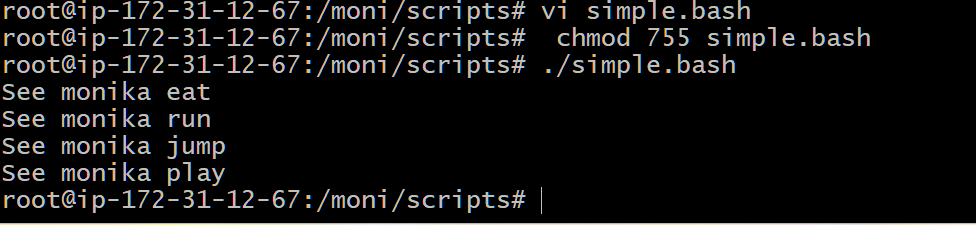 root@ip-172-31-12-67:/moni/scripts# vi simple.bash
root@ip-172-31-12-67:/moni/scripts#  chmod 755 simple.bash
root@ip-172-31-12-67:/moni/scripts# ./simple.bash
See monika eat
See monika run
See monika jump
See monika play
root@ip-172-31-12-67:/moni/scripts#